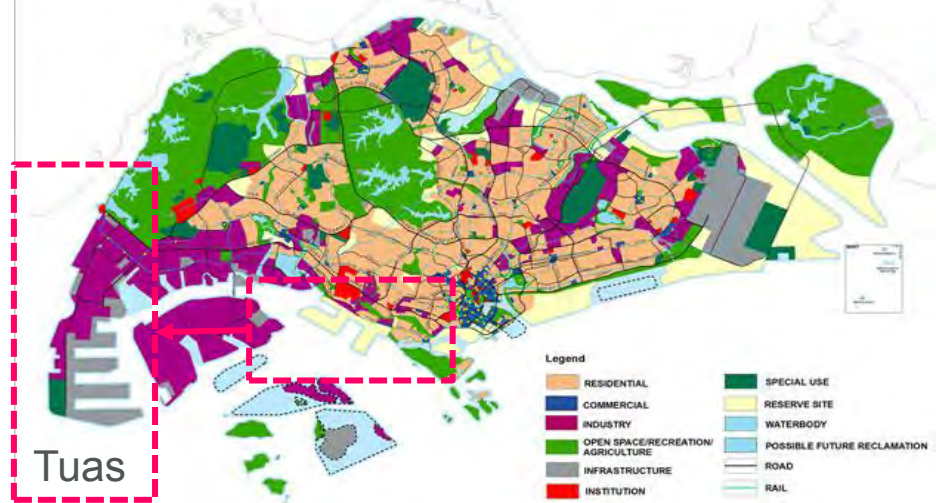 Tuas
Legend
RESIDENTIAL
COMMERCIAL
INDUSTRY
OPEN SPACE/RECREATION/
AGRICULTURE
INFRASTRUCTURE
INSTITUTION
SPECIAL USE
RESERVE SITE
WATERBODY
POSSIBLE FUTURE RECLAMATION
ROAD
RAIL